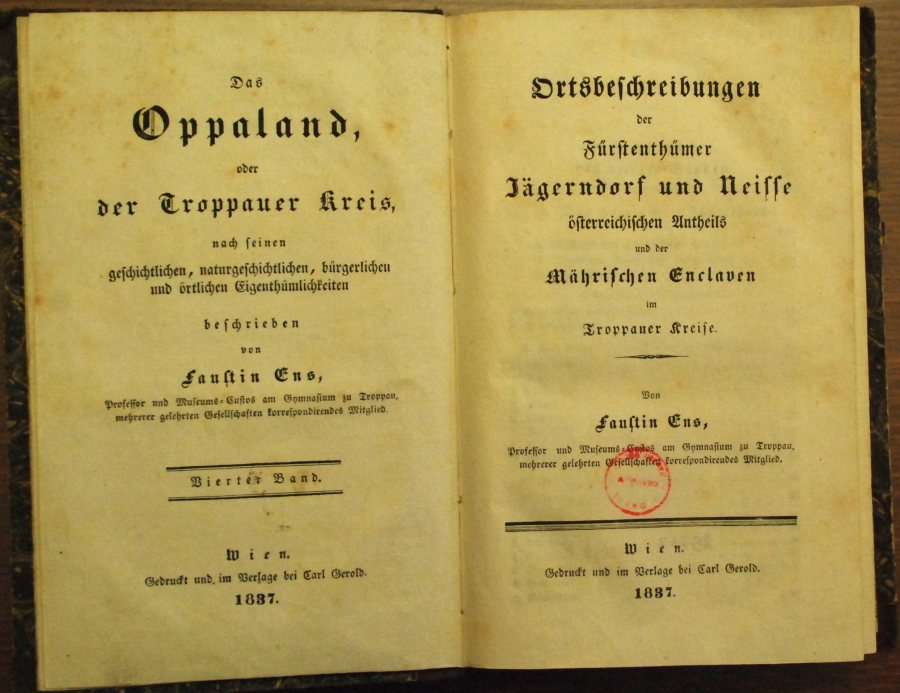 Das
Oppaland,
oder
der Troppauer Kreis,
nach seinen
geschichtlichen, naturgeschichtlichen, bürgerlichen
und örtlichen Eigenthümlichkeiten
beschrieben
von
Faustin Ens,
Professor und Museums-Custos am Gymnasium zu Troppau,
mehrerer gelehrten Gesellschaften korrespondirendes Mitglied.
Vierter Band.
Wien.
Gedruckt und im Verlage bei Carl Gerold.
1837.
Ortsbeschreibungen
der
Fürstenthümer
Jägerndorf und Neisse
österreichischen Antheils
und der
Mährischen Enclaven
im
Troppauer Kreise.
Von
Faustin Ens,
Professor und Museums-Custos am Gymnasium zu Troppau,
mehrerer gelehrten Gesellschaften korrespondirendes Mitglied.
Wien.
Gedruckt und im Verlage bei Carl Gerold.
1837.